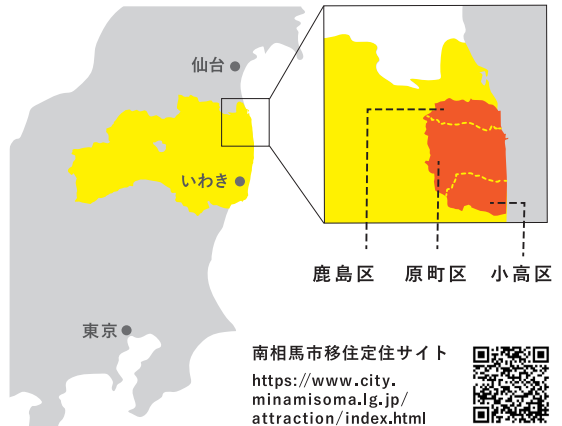 仙台
いわき
東京
鹿島区 原町区 小高区
南相馬市移住定住サイト
https://www.city.
minamisoma.lg.jp/
attraction/index.html